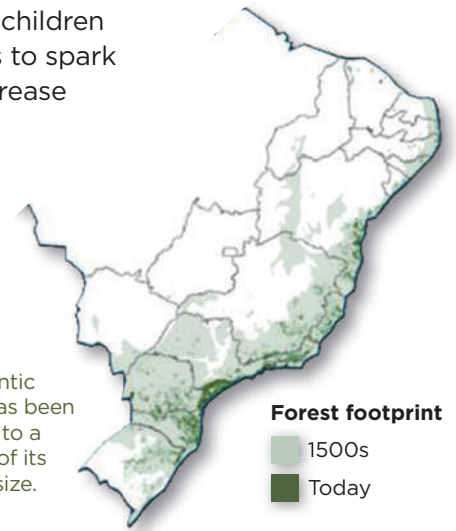 children
s to spark
rease
ntic
as been
to a
of its
size.
Forest footprint
1500s
Today